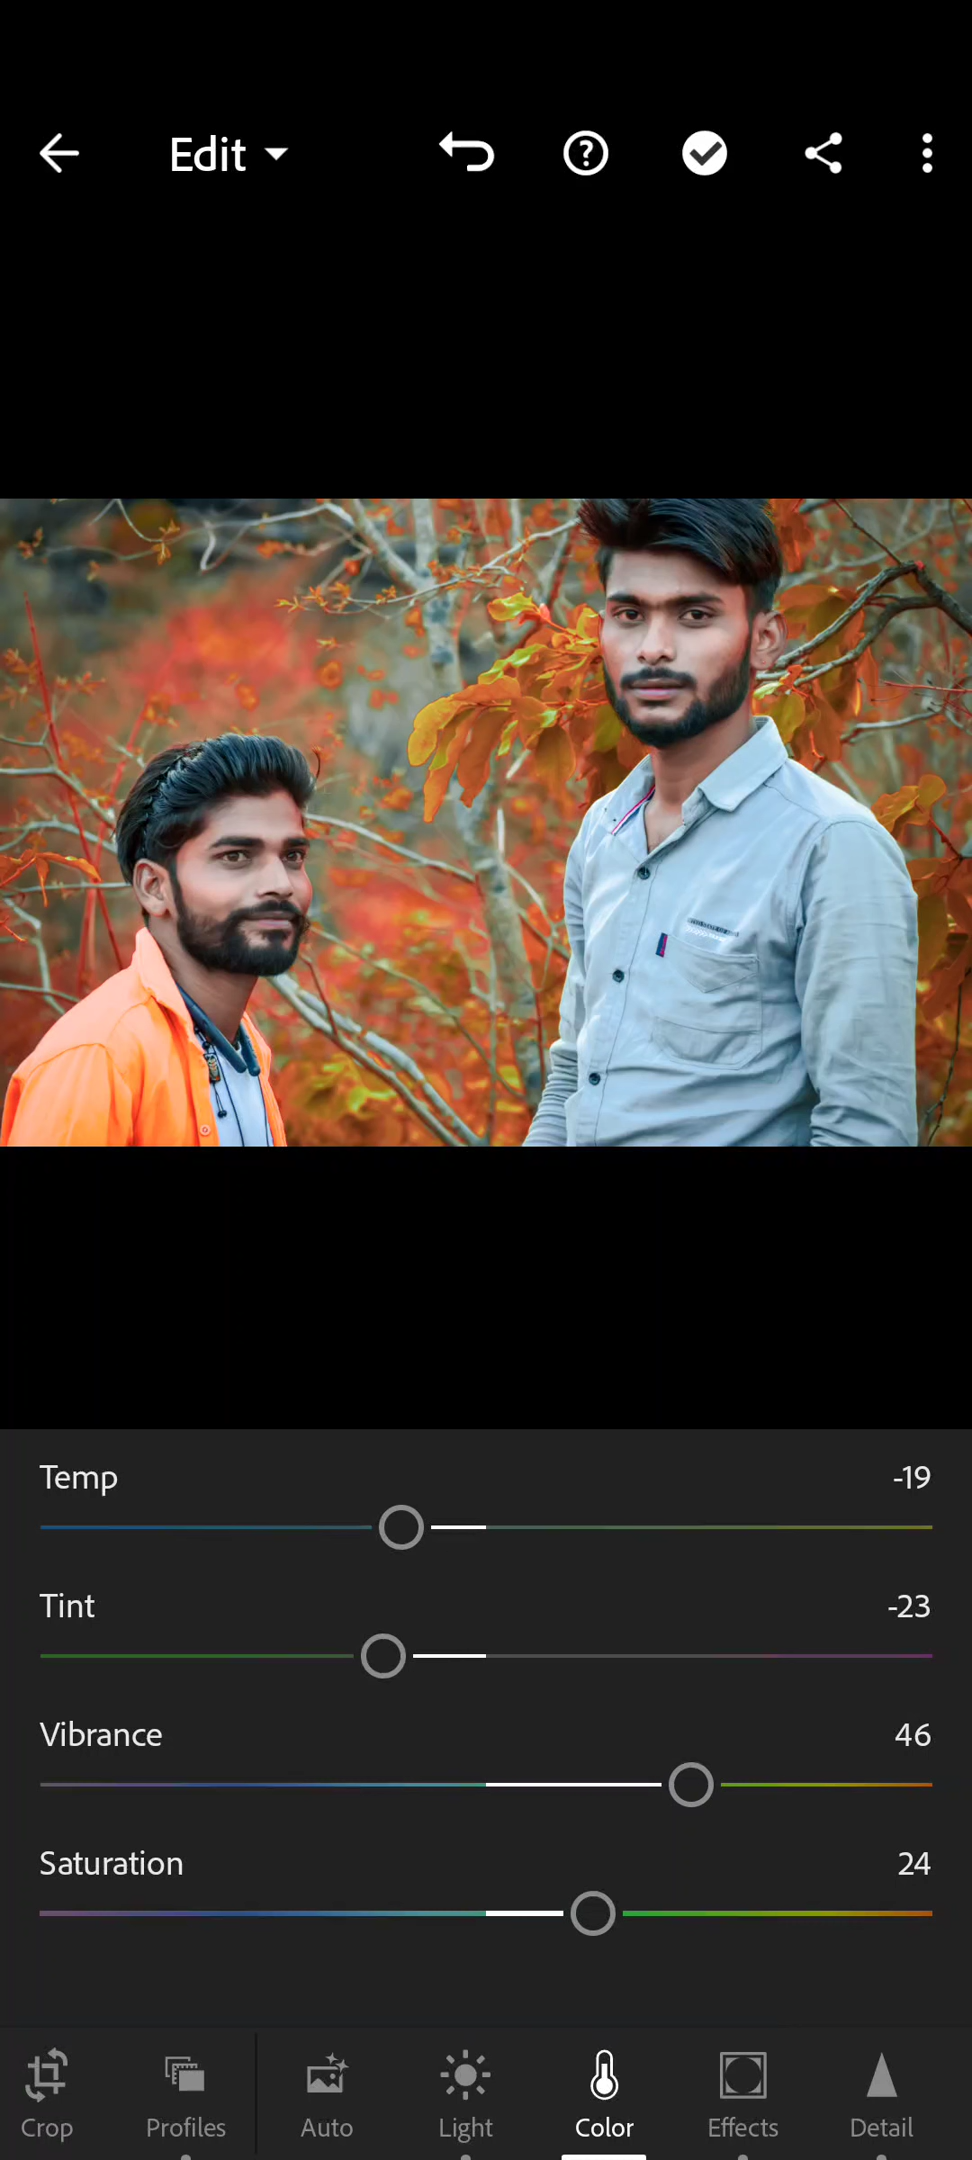 Edit
Temp -19
Tint -23
Vibrance 46
Saturation 24
Crop Profiles Auto Light Color Effects Detail